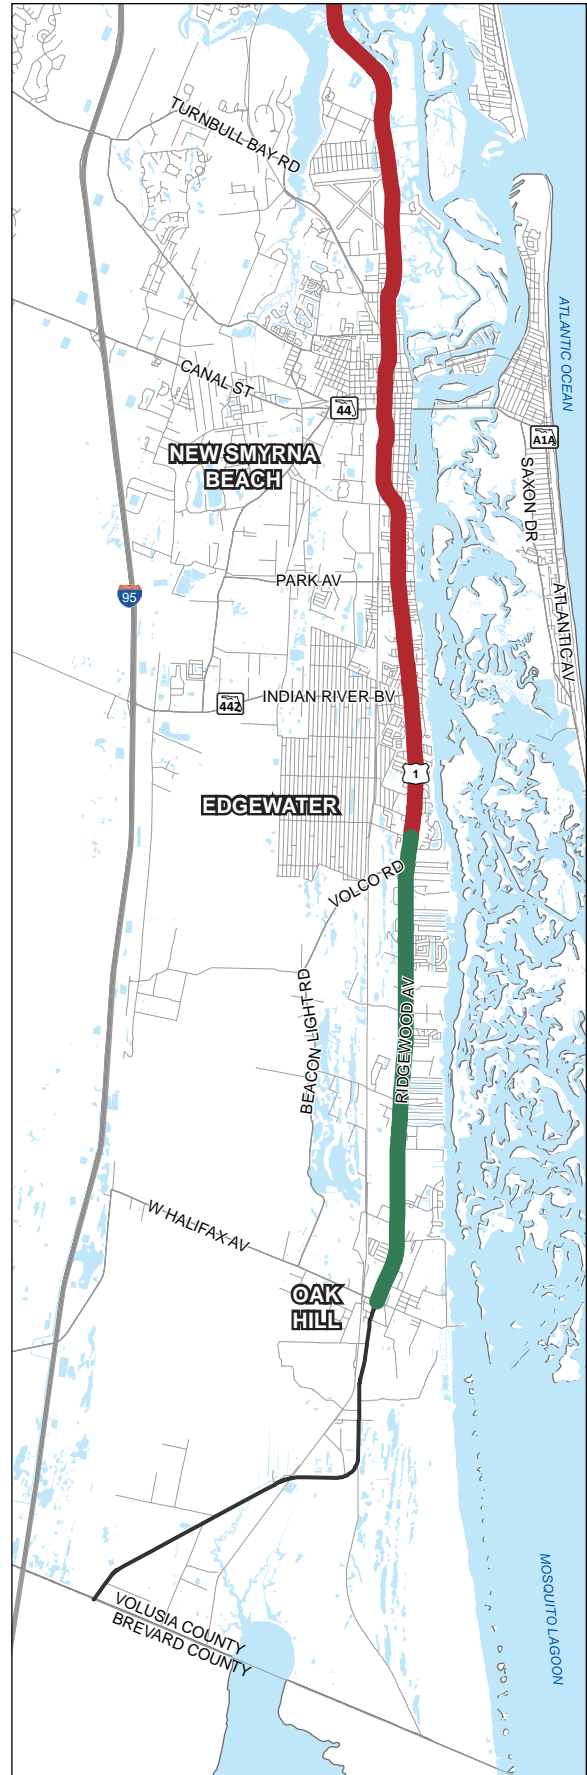 TURNBULL BAY RD
ATLANTIC OCEAN
CANAL ST
44
A1A
NEW SMYRNA
BEACH
SAXON DR
PARK AV
ATLANTIC AV
95
INDIAN RIVER BV
442
1
EDGEWATER
VOLCO RD
BEACON LIGHT RD
RIDGEWOOD AV
W HALIFAX AV
OAK
HILL
MOSQUITO LAGOON
VOLUSIA COUNTY
BREVARD COUNTY